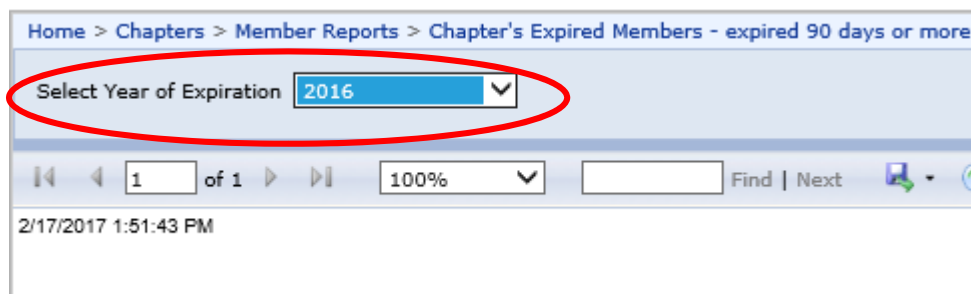 Home > Chapters > Member Reports > Chapter's Expired Members - expired 90 days or more
Select Year of Expiration 2016
1 of 1 100% Find | Next
2/17/2017 1:51:43 PM